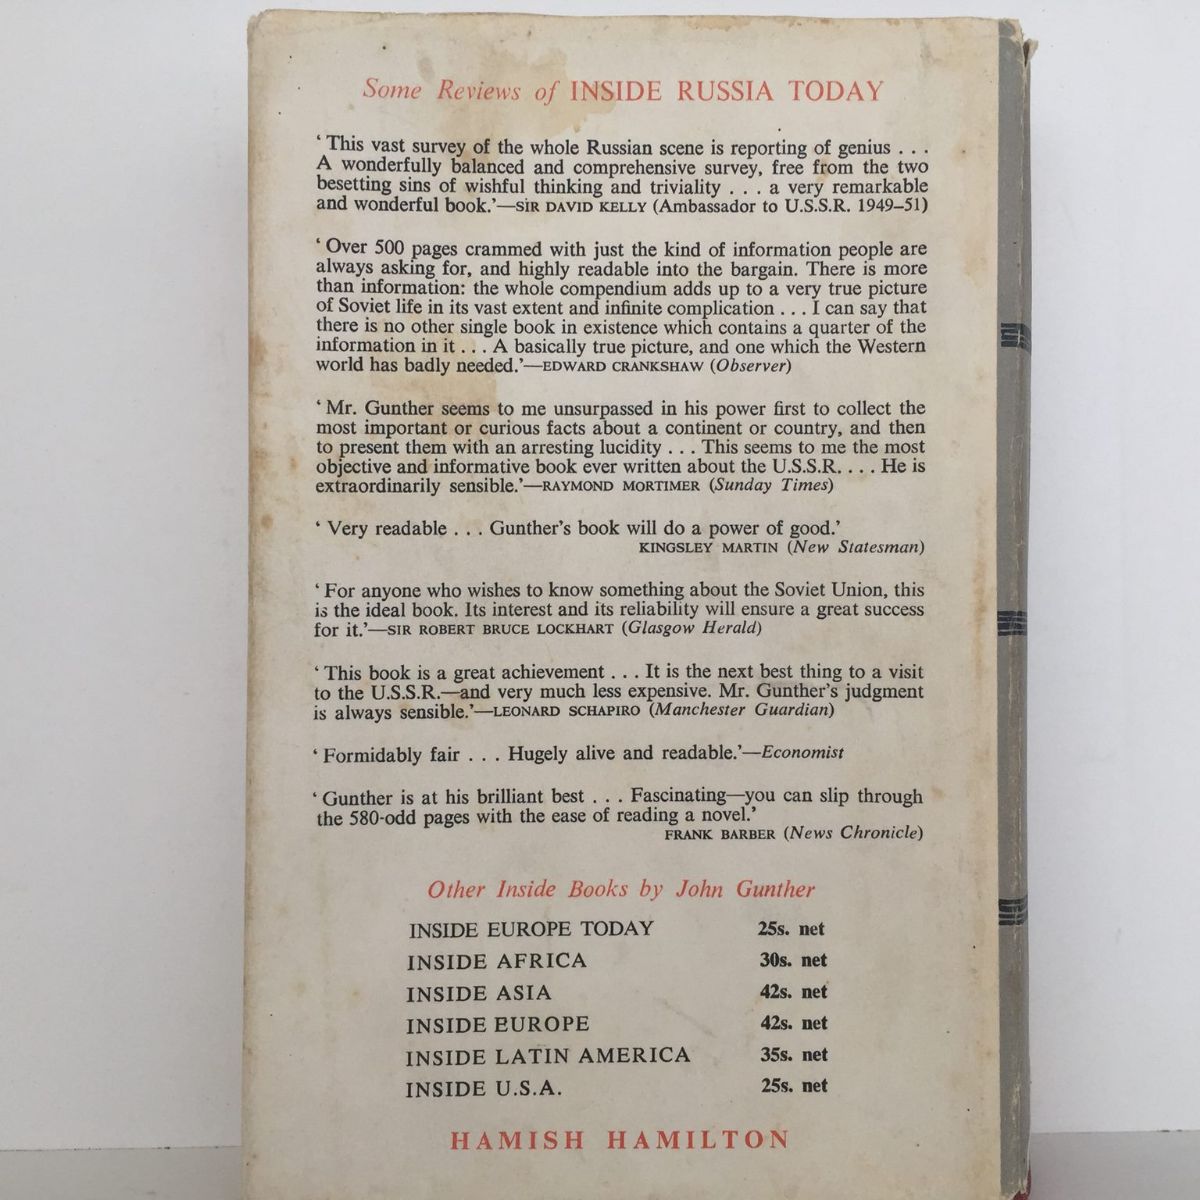 Some Reviews of INSIDE RUSSIA TODAY
‘This vast survey of the whole Russian scene is reporting of genius . . .
A wonderfully balanced and comprehensive survey, free from the two
besetting sins of wishful thinking and triviality . . . a very remarkable
and wonderful book.’—SIR DAVID KELLY (Ambassador to U.S.S.R. 1949–51)
‘Over 500 pages crammed with just the kind of information people are
always asking for, and highly readable into the bargain. There is more
than information: the whole compendium adds up to a very true picture
of Soviet life in its vast extent and infinite complication . . . I can say that
there is no other single book in existence which contains a quarter of the
information in it . . . A basically true picture, and one which the Western
world has badly needed.’—EDWARD CRANKSHAW (Observer)
‘Mr. Gunther seems to me unsurpassed in his power first to collect the
most important or curious facts about a continent or country, and then
to present them with an arresting lucidity . . . This seems to me the most
objective and informative book ever written about the U.S.S.R. . . . He is
extraordinarily sensible.’—RAYMOND MORTIMER (Sunday Times)
‘Very readable . . . Gunther’s book will do a power of good.’
KINGSLEY MARTIN (New Statesman)
‘For anyone who wishes to know something about the Soviet Union, this
is the ideal book. Its interest and its reliability will ensure a great success
for it.’—SIR ROBERT BRUCE LOCKHART (Glasgow Herald)
‘This book is a great achievement . . . It is the next best thing to a visit
to the U.S.S.R.—and very much less expensive. Mr. Gunther’s judgment
is always sensible.’—LEONARD SCHAPIRO (Manchester Guardian)
‘Formidably fair . . . Hugely alive and readable.’—Economist
‘Gunther is at his brilliant best . . . Fascinating—you can slip through
the 580-odd pages with the ease of reading a novel.’
FRANK BARBER (News Chronicle)
Other Inside Books by John Gunther
INSIDE EUROPE TODAY 25s. net
INSIDE AFRICA 30s. net
INSIDE ASIA 42s. net
INSIDE EUROPE 42s. net
INSIDE LATIN AMERICA 35s. net
INSIDE U.S.A. 25s. net
HAMISH HAMILTON